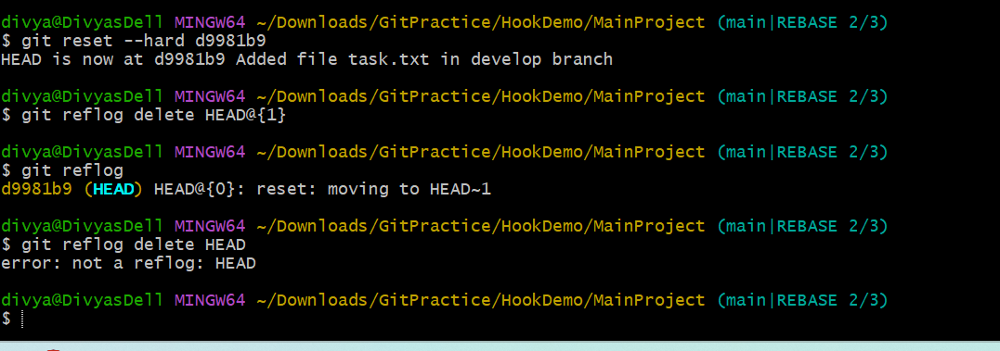 divya@DivyasDell MINGW64 ~/Downloads/GitPractice/HookDemo/MainProject (main|REBASE 2/3)
$ git reset --hard d9981b9
HEAD is now at d9981b9 Added file task.txt in develop branch
divya@DivyasDell MINGW64 ~/Downloads/GitPractice/HookDemo/MainProject (main|REBASE 2/3)
$ git reflog delete HEAD@{1}
divya@DivyasDell MINGW64 ~/Downloads/GitPractice/HookDemo/MainProject (main|REBASE 2/3)
$ git reflog
d9981b9 (HEAD) HEAD@{0}: reset: moving to HEAD~1
divya@DivyasDell MINGW64 ~/Downloads/GitPractice/HookDemo/MainProject (main|REBASE 2/3)
$ git reflog delete HEAD
error: not a reflog: HEAD
divya@DivyasDell MINGW64 ~/Downloads/GitPractice/HookDemo/MainProject (main|REBASE 2/3)
$